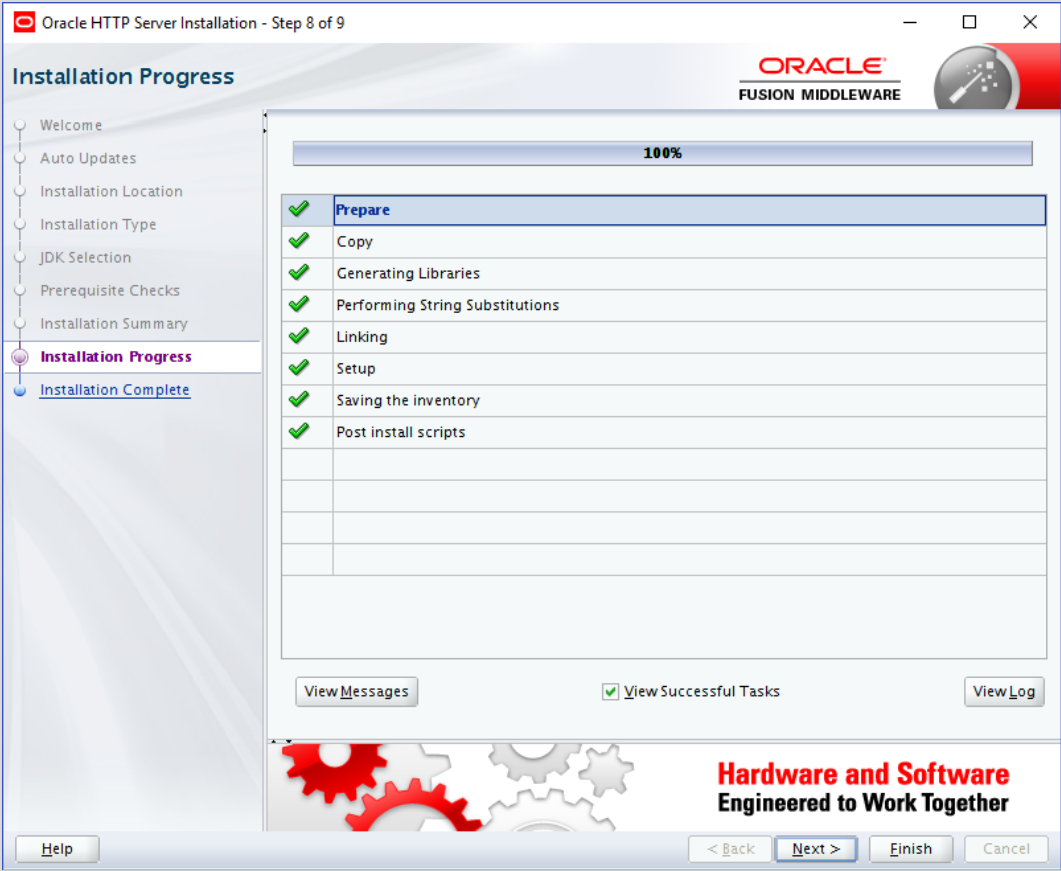 Oracle HTTP Server Installation - Step 8 of 9
Installation Progress
ORACLE®
FUSION MIDDLEWARE
Welcome
Auto Updates
Installation Location
Installation Type
JDK Selection
Prerequisite Checks
Installation Summary
Installation Progress
Installation Complete
100%
Prepare
Copy
Generating Libraries
Performing String Substitutions
Linking
Setup
Saving the inventory
Post install scripts
View Messages
View Successful Tasks
View Log
Hardware and Software
Engineered to Work Together
Help
< Back
Next >
Finish
Cancel